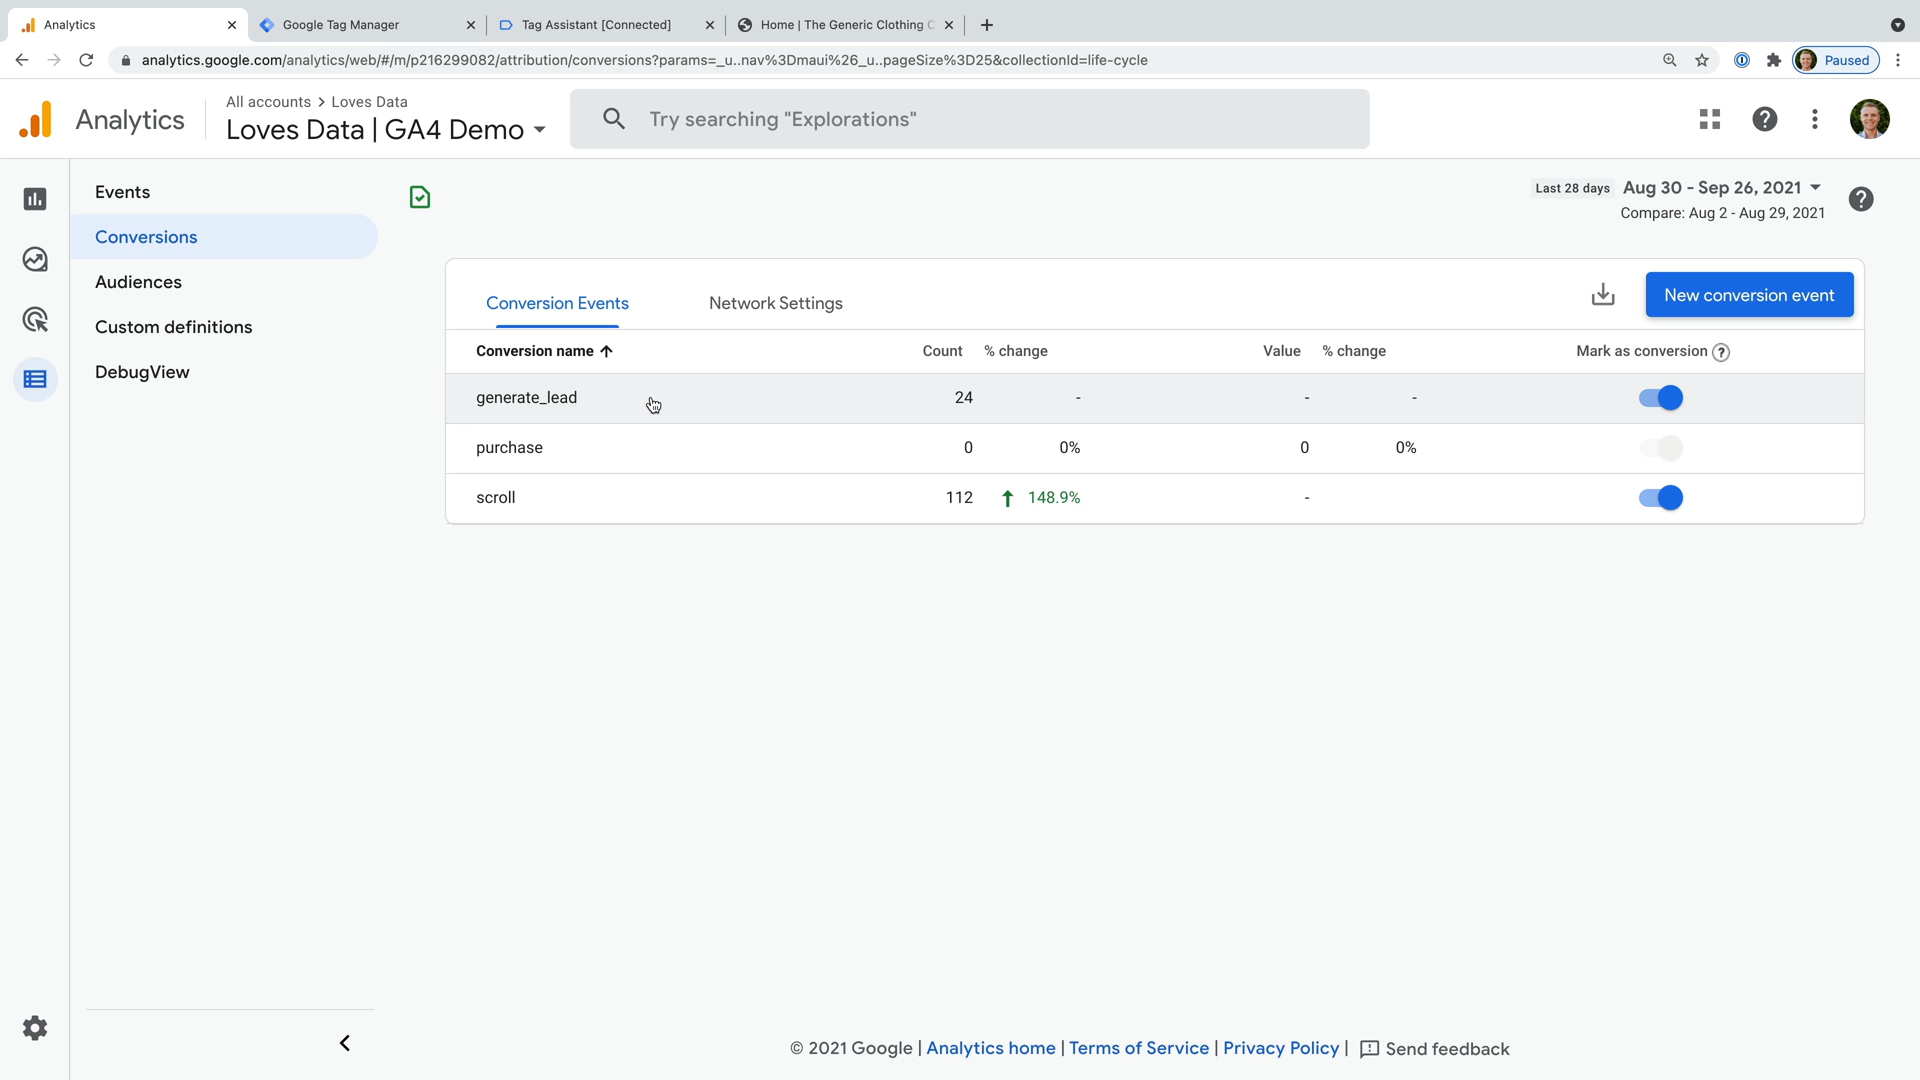 Analytics
Google Tag Manager
Tag Assistant [Connected]
Home | The Generic Clothing C
analytics.google.com/analytics/web/#/m/p216299082/attribution/conversions?params=_u..nav%3Dmaui%26_u..pageSize%3D25&collectionId=life-cycle
Paused
Analytics
All accounts > Loves Data
Loves Data | GA4 Demo
Try searching "Explorations"
Events
Conversions
Audiences
Custom definitions
DebugView
Last 28 days Aug 30 - Sep 26, 2021
Compare: Aug 2 - Aug 29, 2021
Conversion Events Network Settings New conversion event
Conversion name Count % change Value % change Mark as conversion
generate_lead 24 - - -
purchase 0 0% 0 0%
scroll 112 148.9% -
© 2021 Google | Analytics home | Terms of Service | Privacy Policy | Send feedback